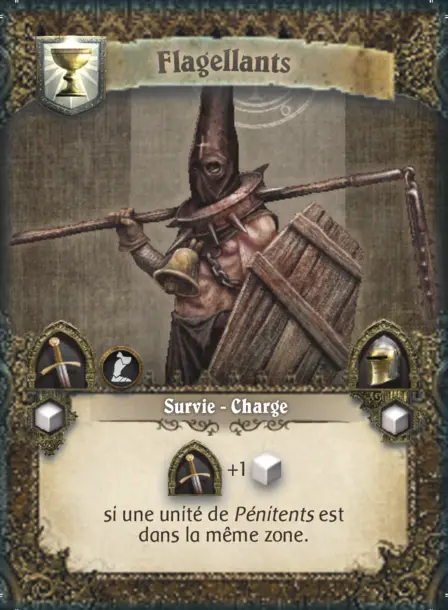 Flagellants
Survie - Charge
+1
si une unité de Pénitents est
dans la même zone.